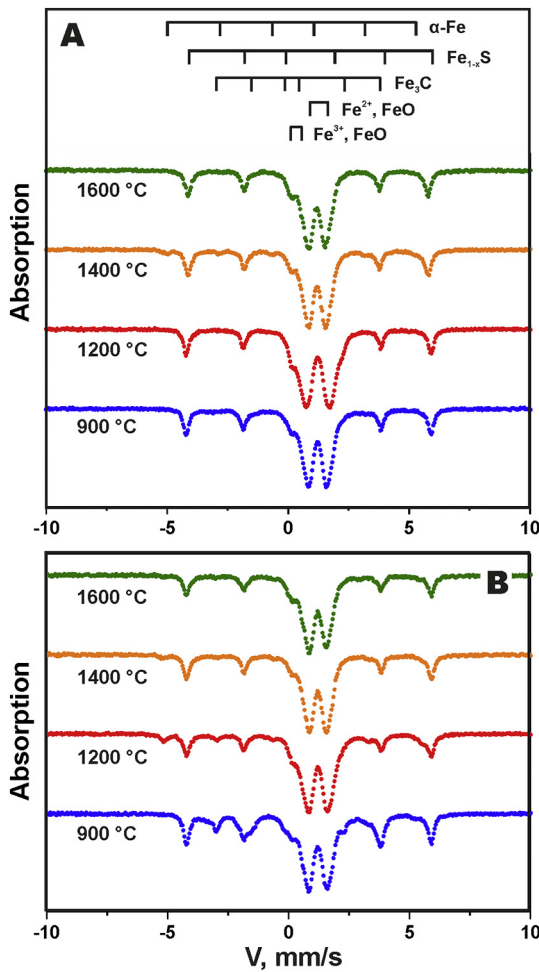 A
α-Fe
Fe1-xS
Fe3C
Fe2+, FeO
Fe3+, FeO
Absorption
1600 °C
1400 °C
1200 °C
900 °C
-10 -5 0 5 10
B
Absorption
1600 °C
1400 °C
1200 °C
900 °C
-10 -5 0 5 10
V, mm/s